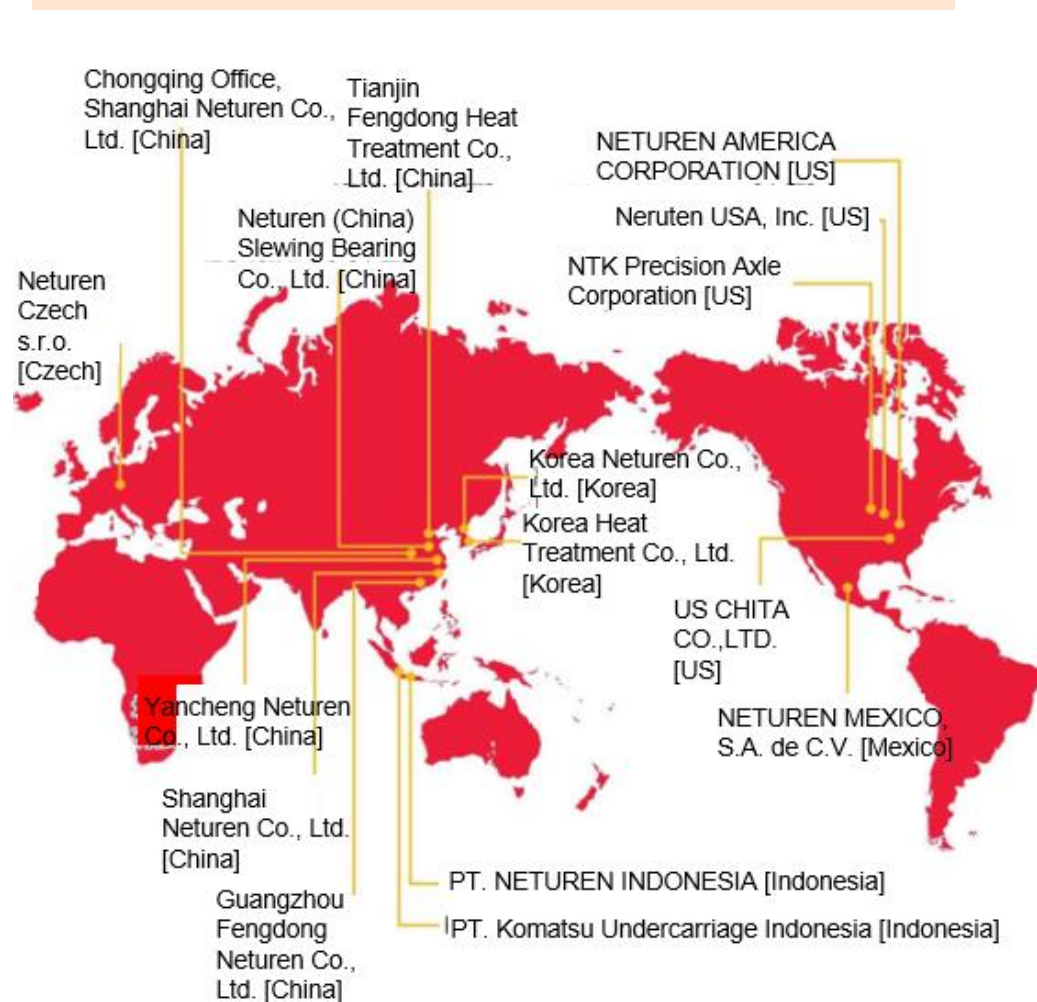 Chongqing Office,
Shanghai Neturen Co.,
Ltd. [China]
Tianjin
Fengdong Heat
Treatment Co.,
Ltd. [China]
NETUREN AMERICA
CORPORATION [US]
Neruten USA, Inc. [US]
NTK Precision Axle
Corporation [US]
Neturen (China)
Slewing Bearing
Co., Ltd. [China]
Neturen
Czech
s.r.o.
[Czech]
Korea Neturen Co.,
Ltd. [Korea]
Korea Heat
Treatment Co., Ltd.
[Korea]
US CHITA
CO.,LTD.
[US]
NETUREN MEXICO,
S.A. de C.V. [Mexico]
Yancheng Neturen
Co., Ltd. [China]
Shanghai
Neturen Co., Ltd.
[China]
Guangzhou
Fengdong
Neturen Co.,
Ltd. [China]
PT. NETUREN INDONESIA [Indonesia]
PT. Komatsu Undercarriage Indonesia [Indonesia]